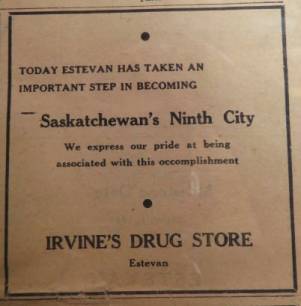 TODAY ESTEVAN HAS TAKEN AN
IMPORTANT STEP IN BECOMING
Saskatchewan's Ninth City
We express our pride at being
associated with this occomplishment
IRVINE'S DRUG STORE
Estevan